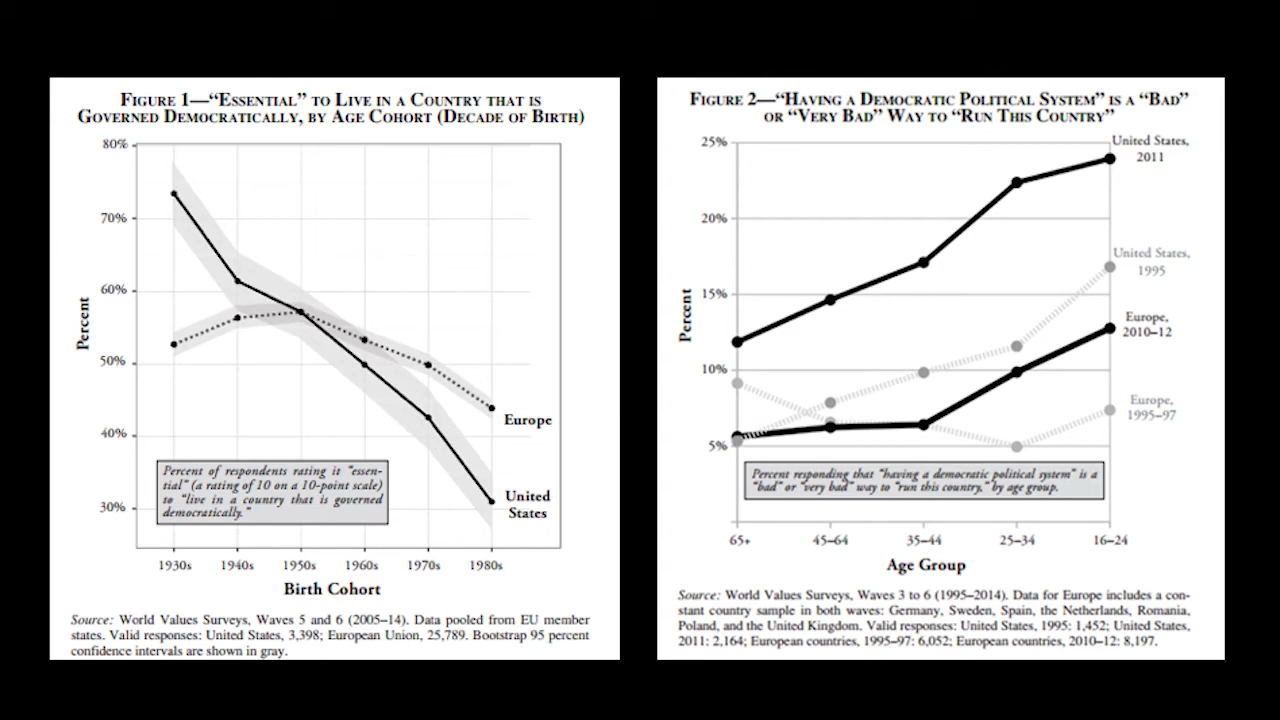 FIGURE 1—“ESSENTIAL” TO LIVE IN A COUNTRY THAT IS
GOVERNED DEMOCRATICALLY, BY AGE COHORT (DECADE OF BIRTH)
80%
70%
60%
50%
40%
30%
Percent
Europe
United
States
Percent of respondents rating it “essen-
tial” (a rating of 10 on a 10-point scale)
to “live in a country that is governed
democratically.”
1930s 1940s 1950s 1960s 1970s 1980s
Birth Cohort
Source: World Values Surveys, Waves 5 and 6 (2005–14). Data pooled from EU member
states. Valid responses: United States, 3,398; European Union, 25,789. Bootstrap 95 percent
confidence intervals are shown in gray.
FIGURE 2—“HAVING A DEMOCRATIC POLITICAL SYSTEM” IS A “BAD”
OR “VERY BAD” WAY TO “RUN THIS COUNTRY”
25%
20%
15%
10%
5%
Percent
United States,
2011
United States,
1995
Europe,
2010–12
Europe,
1995–97
Percent responding that “having a democratic political system” is a
“bad” or “very bad” way to “run this country,” by age group.
65+ 45–64 35–44 25–34 16–24
Age Group
Source: World Values Surveys, Waves 3 to 6 (1995–2014). Data for Europe includes a con-
stant country sample in both waves: Germany, Sweden, Spain, the Netherlands, Romania,
Poland, and the United Kingdom. Valid responses: United States, 1995: 1,452; United States,
2011: 2,164; European countries, 1995–97: 6,052; European countries, 2010–12: 8,197.